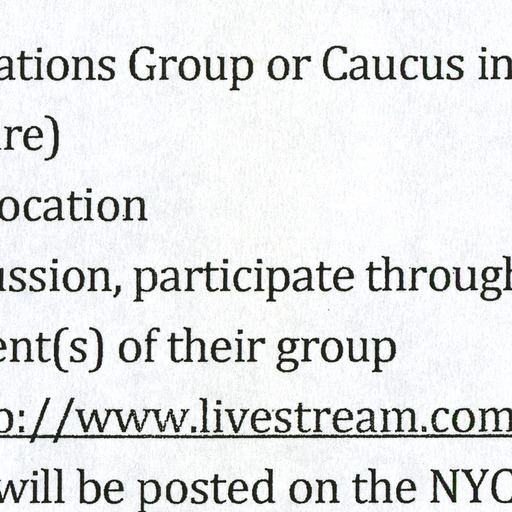 ations Group or Caucus in
re)
ocation
ussion, participate through
ent(s) of their group
p://www.livestream.com
will be posted on the NYC